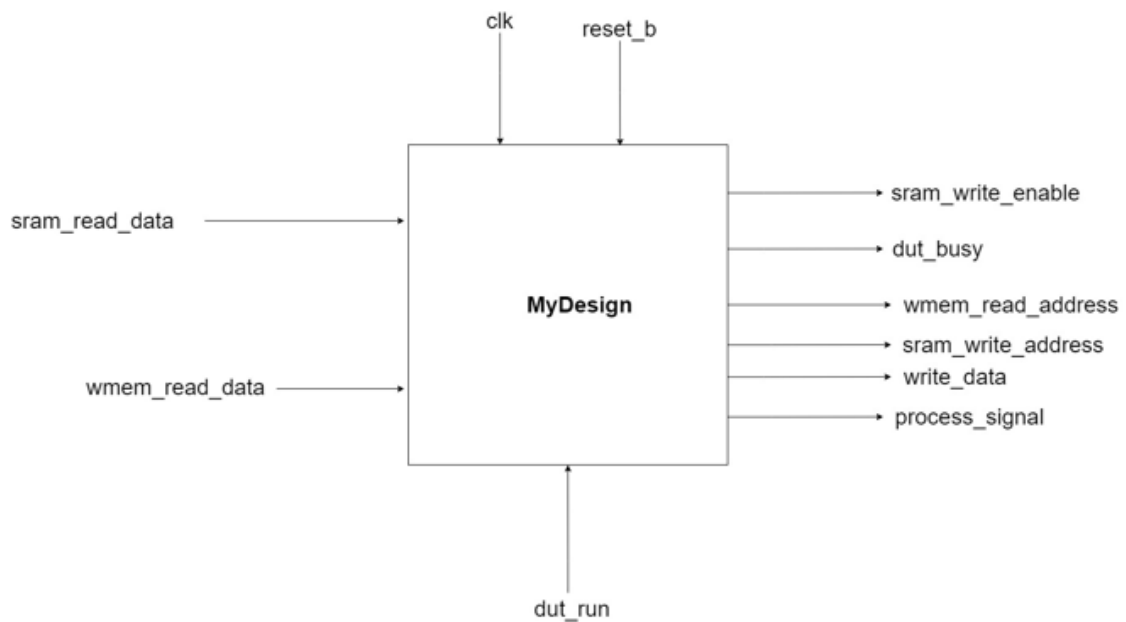 clk
reset_b
sram_write_enable
sram_read_data
dut_busy
MyDesign
wmem_read_address
sram_write_address
write_data
wmem_read_data
process_signal
dut_run